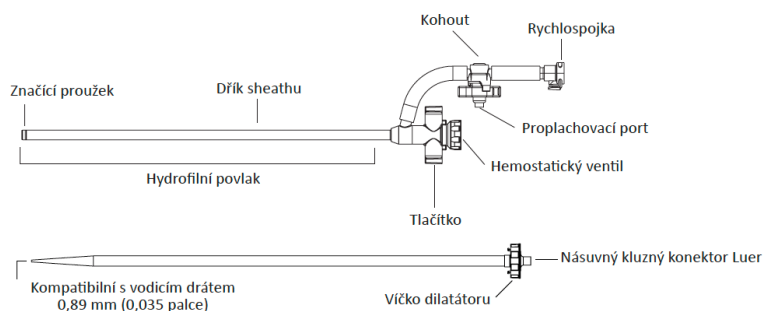 Kohout
Rychlospojka
Značící proužek
Dřík sheathu
Proplachovací port
Hemostatický ventil
Hydrofilní povlak
Tlačítko
Násuvný kluzný konektor Luer
Kompatibilní s vodicím drátem
0,89 mm (0,035 palce)
Víčko dilatátoru